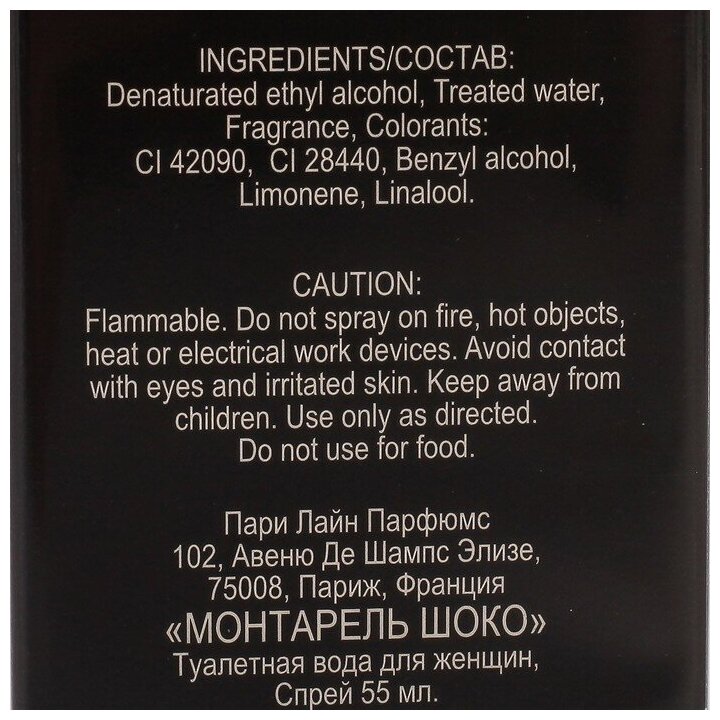 INGREDIENTS/СОСТАВ:
Denaturated ethyl alcohol, Treated water,
Fragrance, Colorants:
CI 42090, CI 28440, Benzyl alcohol,
Limonene, Linalool.
CAUTION:
Flammable. Do not spray on fire, hot objects,
heat or electrical work devices. Avoid contact
with eyes and irritated skin. Keep away from
children. Use only as directed.
Do not use for food.
Пари Лайн Парфюмс
102, Авеню Де Шампс Элизе,
75008, Париж, Франция
«МОНТАРЕЛЬ ШОКО»
Туалетная вода для женщин,
Спрей 55 мл.